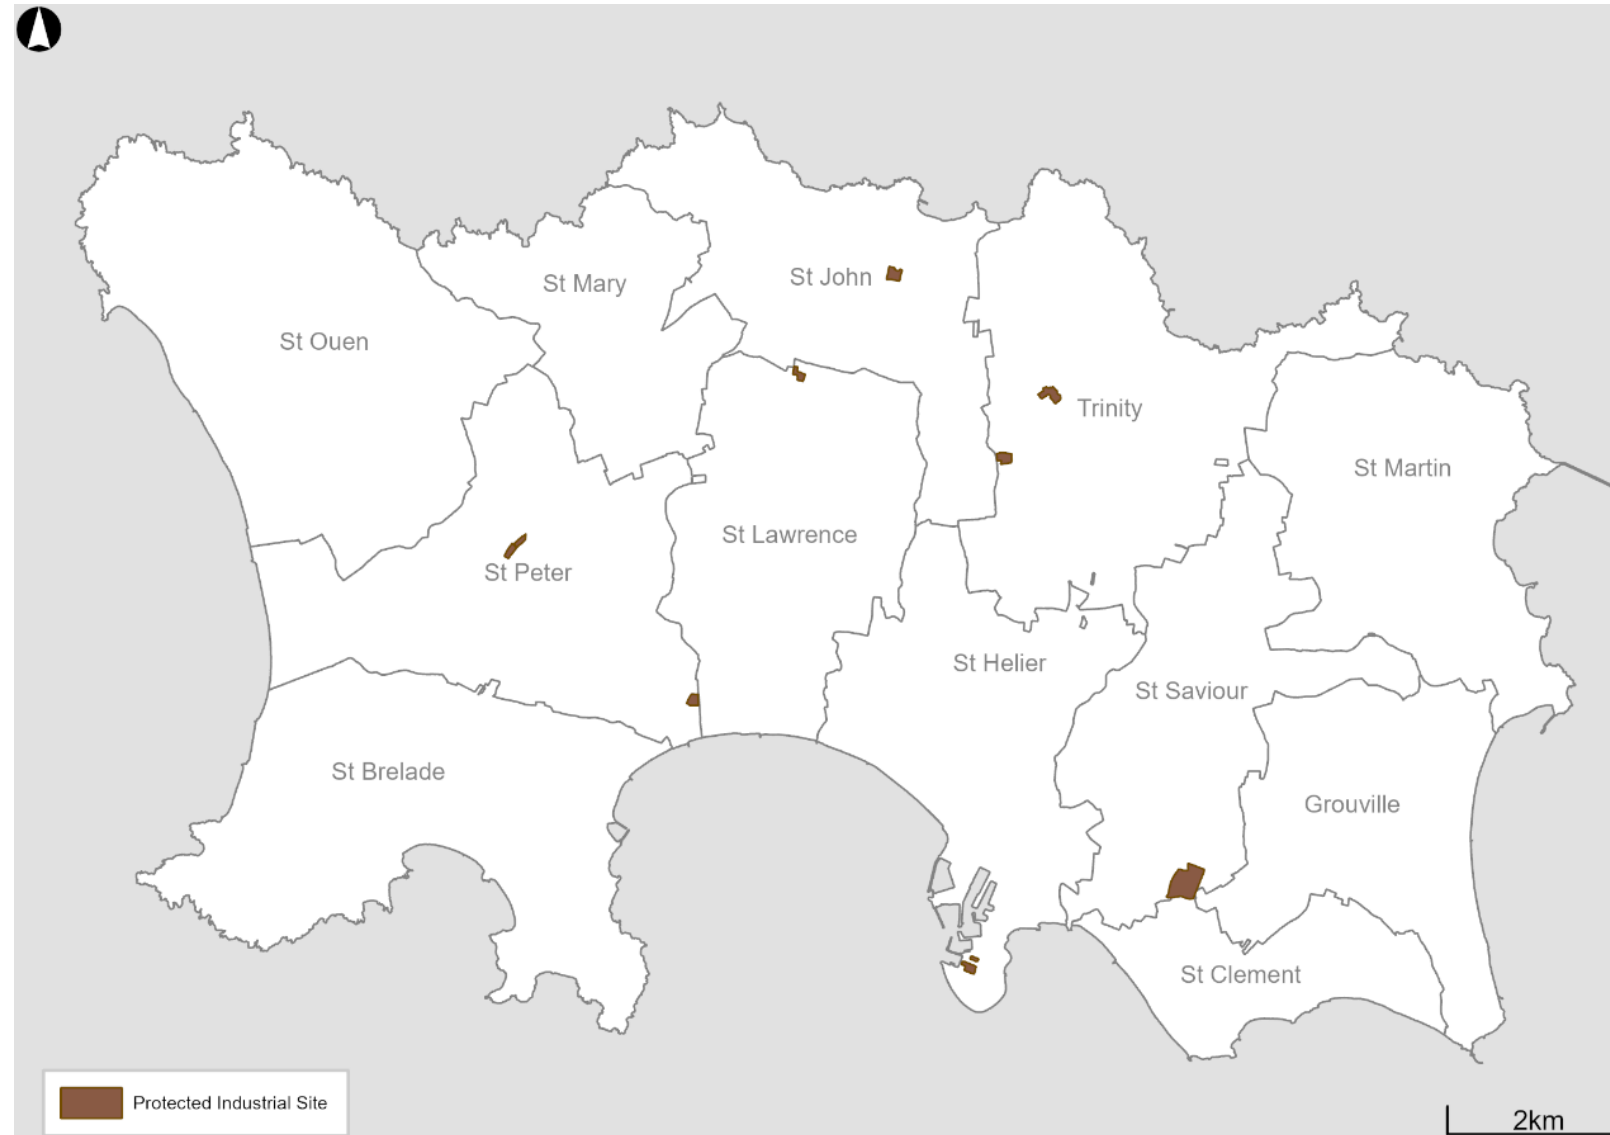 St Mary
St John
St Ouen
Trinity
St Martin
St Lawrence
St Peter
St Helier
St Saviour
St Brelade
Grouville
St Clement
Protected Industrial Site
2km